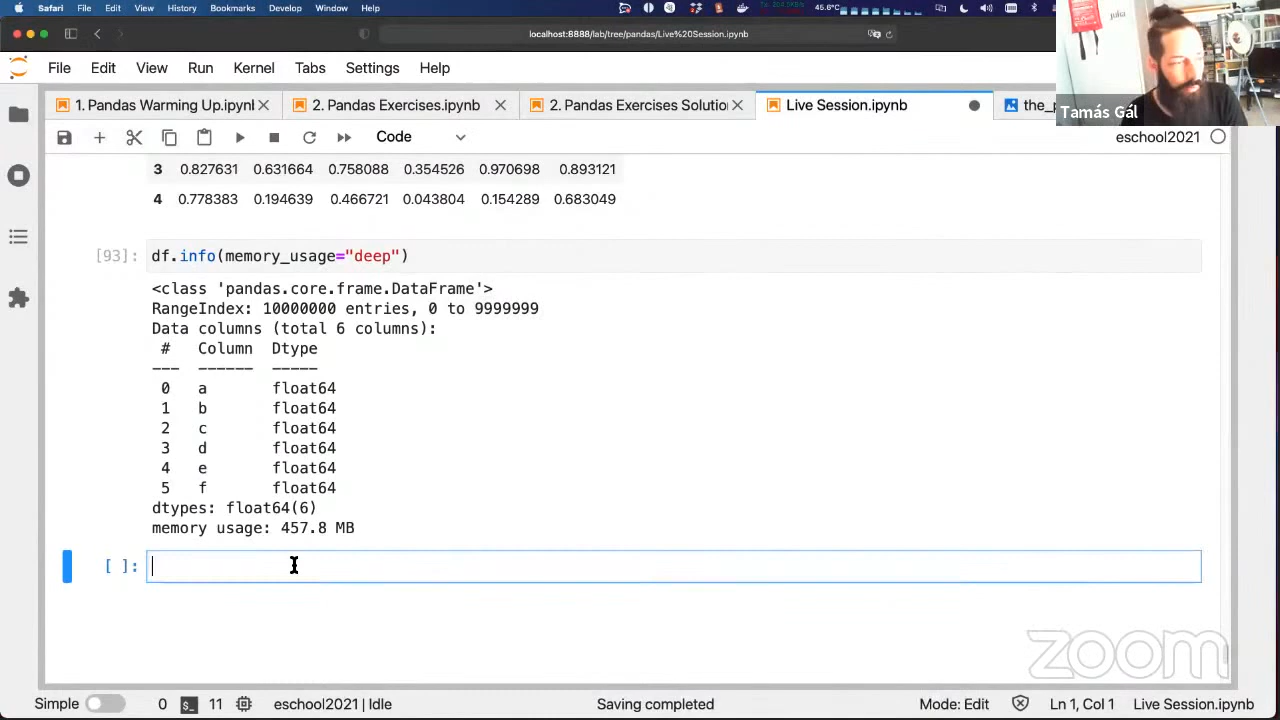 Safari File Edit View History Bookmarks Develop Window Help
45.6°C
localhost:8888/lab/tree/pandas/Live%20Session.ipynb
File Edit View Run Kernel Tabs Settings Help
1. Pandas Warming Up.ipynl
2. Pandas Exercises.ipynb
2. Pandas Exercises Solutio
Live Session.ipynb
the_p
Tamás Gál
Code
eschool2021
3 0.827631 0.631664 0.758088 0.354526 0.970698 0.893121
4 0.778383 0.194639 0.466721 0.043804 0.154289 0.683049
[93]: df.info(memory_usage="deep")
<class 'pandas.core.frame.DataFrame'>
RangeIndex: 10000000 entries, 0 to 9999999
Data columns (total 6 columns):
# Column Dtype
--- ------ -----
0 a float64
1 b float64
2 c float64
3 d float64
4 e float64
5 f float64
dtypes: float64(6)
memory usage: 457.8 MB
[ ]:
zoom
Simple 0 11 eschool2021 | Idle Saving completed Mode: Edit Ln 1, Col 1 Live Session.ipynb